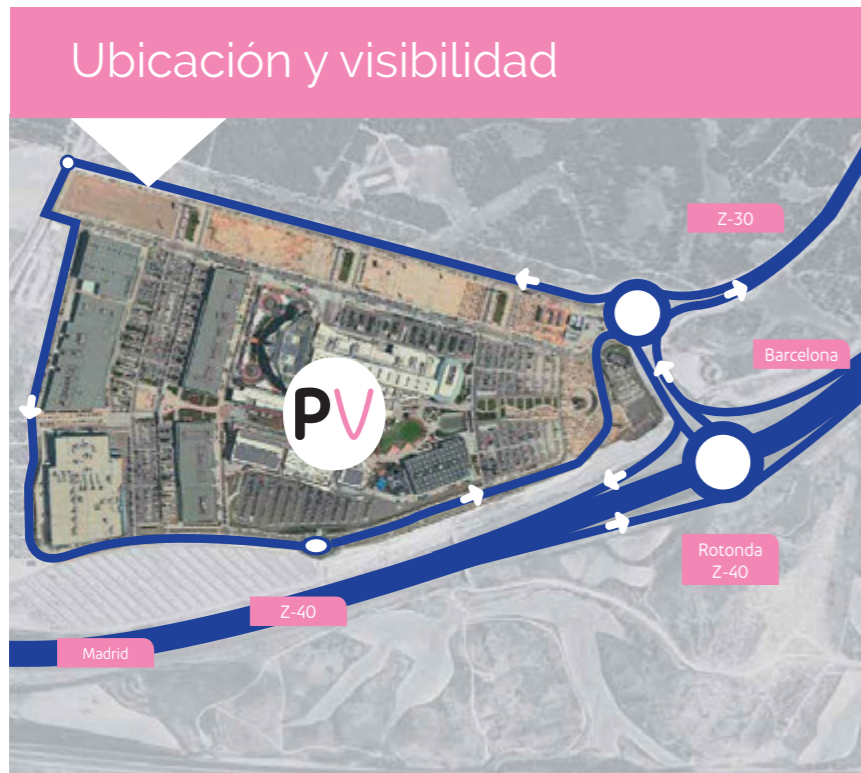 Ubicación y visibilidad
Z-30
Barcelona
PV
Rotonda
Z-40
Z-40
Madrid